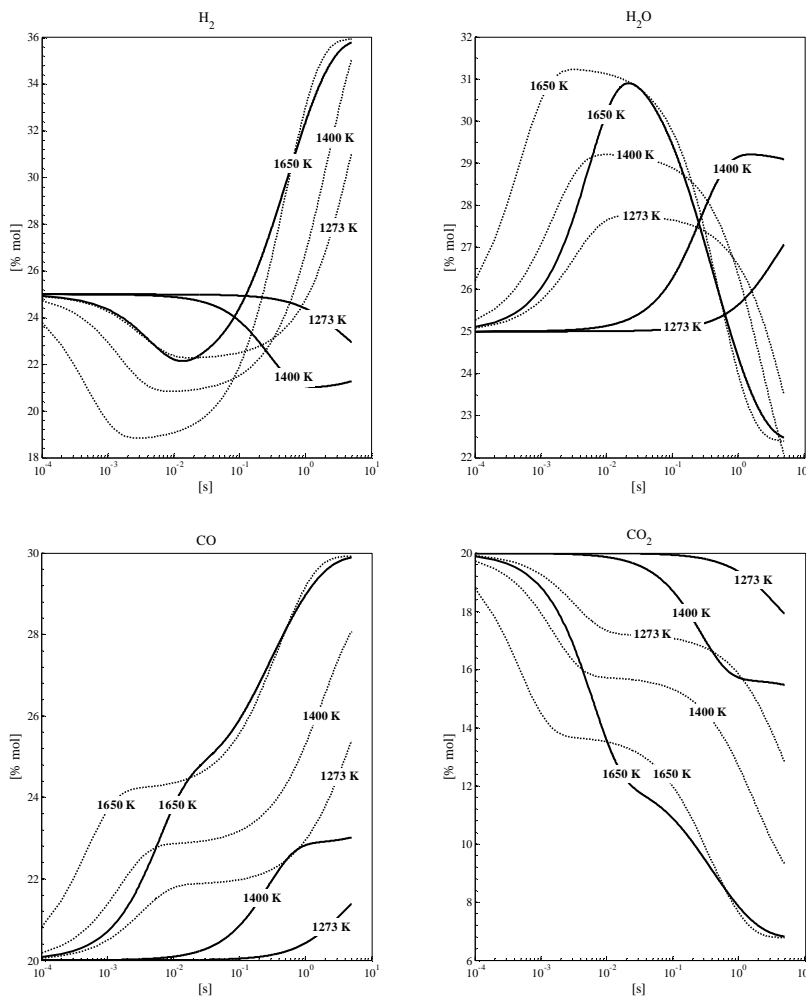 H2
H2O
36
34
32
30
28
26
24
22
20
18
[% mol]
1650 K
1400 K
1273 K
1273 K
1400 K
10-4
10-3
10-2
10-1
100
101
[s]
32
31
30
29
28
27
26
25
24
23
22
[% mol]
1650 K
1650 K
1400 K
1400 K
1273 K
1273 K
10-4
10-3
10-2
10-1
100
101
[s]
CO
CO2
30
28
26
24
22
20
[% mol]
1400 K
1273 K
1650 K
1650 K
1400 K
1273 K
10-4
10-3
10-2
10-1
100
101
[s]
20
18
16
14
12
10
8
6
[% mol]
1273 K
1400 K
1273 K
1400 K
1650 K
1650 K
10-4
10-3
10-2
10-1
100
101
[s]